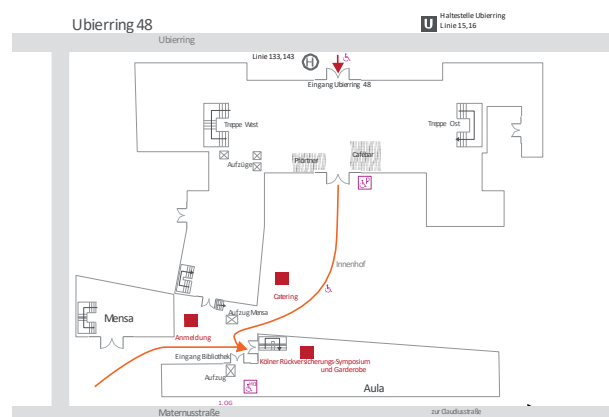 Ubierring 48
U
Haltestelle Ubierring
Linie 15,16
Ubierring
Linie 133,143
H
Eingang Ubierring 48
Treppe West
Treppe Ost
Aufzüge
Pförtner
Cafébar
Innenhof
Catering
Mensa
Aufzug Mensa
Anmeldung
Eingang Bibliothek
Kölner Rückversicherungs-Symposium
und Garderobe
Aufzug
Aula
1. OG
Maternusstraße
zur Claudiusstraße